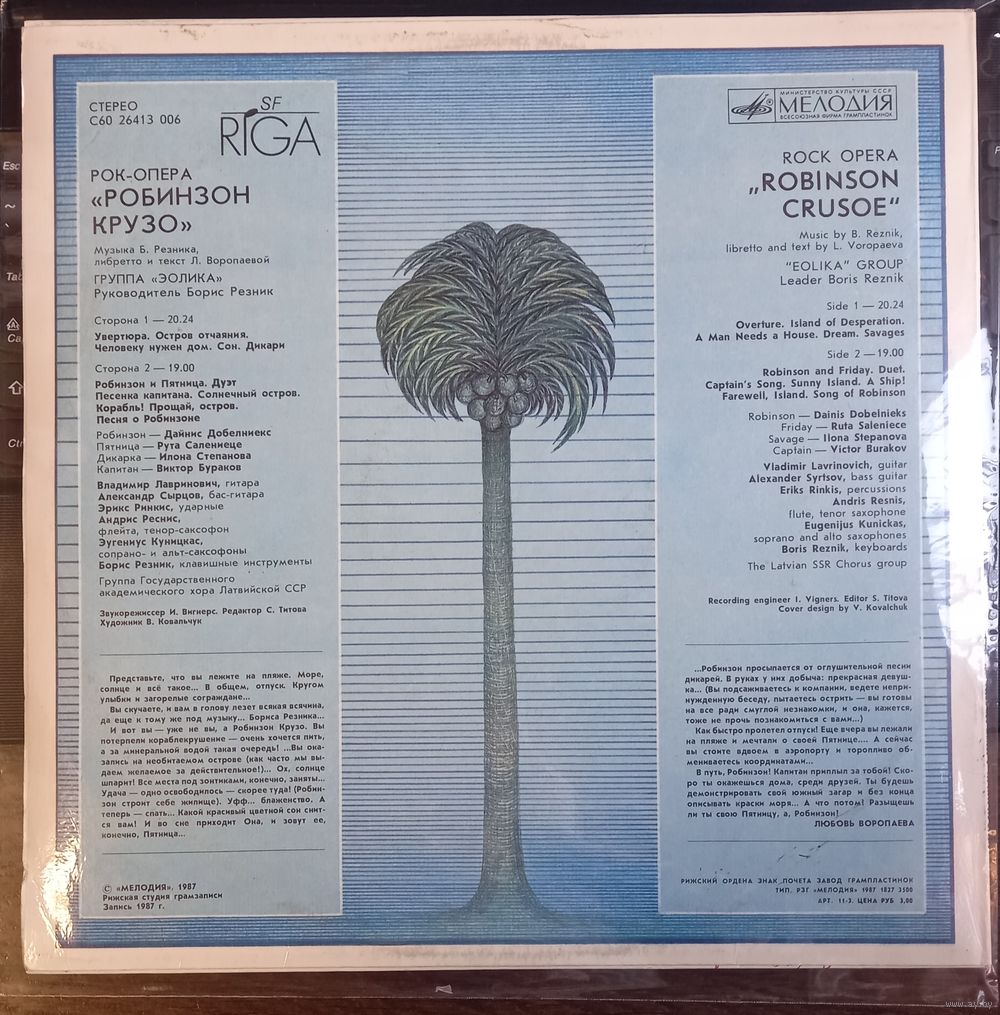 СТЕРЕО
С60 26413 006
SF
RIGA
РОК-ОПЕРА
«РОБИНЗОН
КРУЗО»
Музыка Б. Резника,
либретто и текст Л. Воропаевой
ГРУППА «ЭОЛИКА»
Руководитель Борис Резник
Сторона 1 — 20.24
Увертюра. Остров отчаяния.
Человеку нужен дом. Сон. Дикари
Сторона 2 — 19.00
Робинзон и Пятница. Дуэт
Песенка капитана. Солнечный остров.
Корабль! Прощай, остров.
Песня о Робинзоне
Робинзон — Дайнис Добелниекс
Пятница — Рута Салениеце
Дикарка — Илона Степанова
Капитан — Виктор Бураков
Владимир Лавринович, гитара
Александр Сырцов, бас-гитара
Эрикс Ринкис, ударные
Андрис Реснис,
флейта, тенор-саксофон
Эугениус Куницкас,
сопрано- и альт-саксофоны
Борис Резник, клавишные инструменты
Группа Государственного
академического хора Латвийской ССР
Звукорежиссер И. Вигнерс. Редактор С. Титова
Художник В. Ковальчук
Представьте, что вы лежите на пляже. Море,
солнце и всё такое... В общем, отпуск. Кругом
улыбки и загорелые сограждане...
Вы скучаете, и вам в голову лезет всякая всячина,
да еще к тому же под музыку... Бориса Резника...
И вот вы — уже не вы, а Робинзон Крузо. Вы
потерпели кораблекрушение — очень хочется пить,
а за минеральной водой такая очередь! ...Вы ока-
зались на необитаемом острове (как часто мы вы-
даем желаемое за действительное!)... Ох, солнце
шпарит! Все места под зонтиками, конечно, заняты...
Удача — одно освободилось — скорее туда! (Робин-
зон строит себе жилище). Уфф... блаженство. А
теперь — спать... Какой красивый цветной сон снит-
ся вам! И во сне приходит Она, и зовут ее,
конечно, Пятница...
© «МЕЛОДИЯ», 1987
Рижская студия грамзаписи
Запись 1987 г.
МИНИСТЕРСТВО КУЛЬТУРЫ СССР
МЕЛОДИЯ
ВСЕСОЮЗНАЯ ФИРМА ГРАМПЛАСТИНОК
ROCK OPERA
„ROBINSON
CRUSOE“
Music by B. Reznik,
libretto and text by L. Voropaeva
“EOLIKA” GROUP
Leader Boris Reznik
Side 1 — 20.24
Overture. Island of Desperation.
A Man Needs a House. Dream. Savages
Side 2 — 19.00
Robinson and Friday. Duet.
Captain's Song. Sunny Island. A Ship!
Farewell, Island. Song of Robinson
Robinson — Dainis Dobelnieks
Friday — Ruta Saleniece
Savage — Ilona Stepanova
Captain — Victor Burakov
Vladimir Lavrinovich, guitar
Alexander Syrtsov, bass guitar
Eriks Rinkis, percussions
Andris Resnis,
flute, tenor saxophone
Eugenijus Kunickas,
soprano and alto saxophones
Boris Reznik, keyboards
The Latvian SSR Chorus group
Recording engineer I. Vigners. Editor S. Titova
Cover design by V. Kovalchuk
...Робинзон просыпается от оглушительной песни
дикарей. В руках у них добыча: прекрасная девуш-
ка... (Вы подсаживаетесь к компании, ведете непри-
нужденную беседу, пытаетесь острить — вы готовы
на все ради смуглой незнакомки, и она, кажется,
тоже не прочь познакомиться с вами...)
Как быстро пролетел отпуск! Еще вчера вы лежали
на пляже и мечтали о своей Пятнице.... А сейчас
вы стоите вдвоем в аэропорту и торопливо об-
мениваетесь координатами...
В путь, Робинзон! Капитан приплыл за тобой! Ско-
ро ты окажешься дома, среди друзей. Ты будешь
демонстрировать свой южный загар и без конца
описывать краски моря... А что потом! Разыщешь
ли ты свою Пятницу, а, Робинзон!
ЛЮБОВЬ ВОРОПАЕВА
РИЖСКИЙ ОРДЕНА ЗНАК ПОЧЕТА ЗАВОД ГРАМПЛАСТИНОК
ТИП. РЗГ «МЕЛОДИЯ» 1987 1827 3500
АРТ. 11-3. ЦЕНА РУБ 3,00
Esc
~
Tab